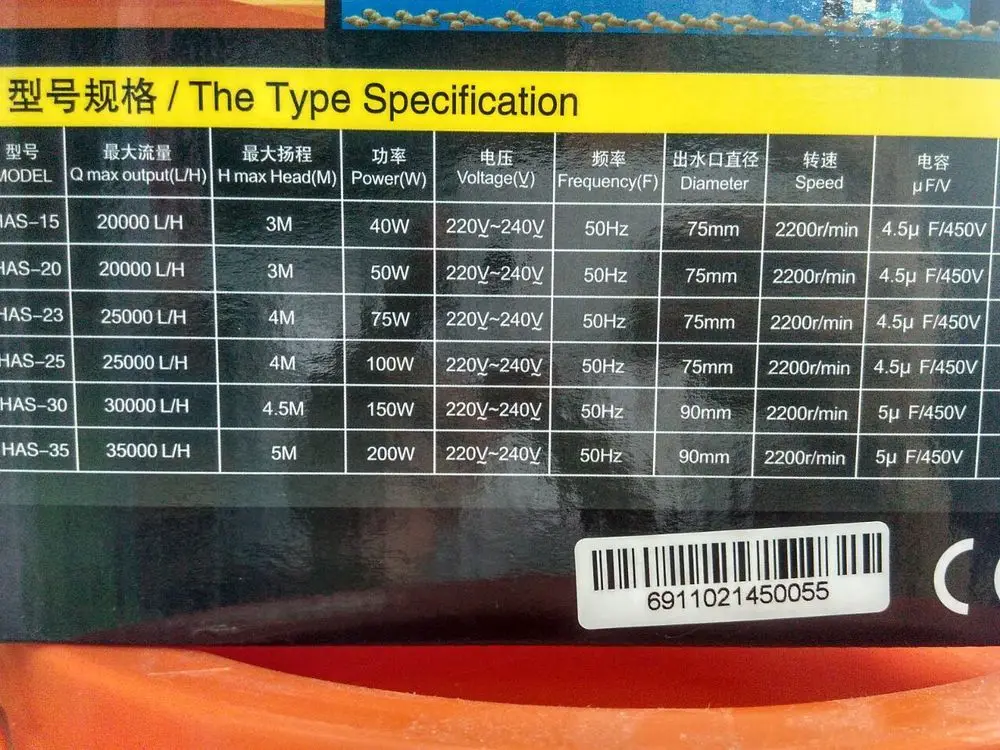 型号规格 / The Type Specification
型号 最大流量 最大扬程 功率 电压 频率 出水口直径 转速 电容
MODEL Q max output(L/H) H max Head(M) Power(W) Voltage(V) Frequency(F) Diameter Speed μF/V
HAS-15 20000 L/H 3M 40W 220V~240V 50Hz 75mm 2200r/min 4.5μ F/450V
HAS-20 20000 L/H 3M 50W 220V~240V 50Hz 75mm 2200r/min 4.5μ F/450V
HAS-23 25000 L/H 4M 75W 220V~240V 50Hz 75mm 2200r/min 4.5μ F/450V
HAS-25 25000 L/H 4M 100W 220V~240V 50Hz 75mm 2200r/min 4.5μ F/450V
HAS-30 30000 L/H 4.5M 150W 220V~240V 50Hz 90mm 2200r/min 5μ F/450V
HAS-35 35000 L/H 5M 200W 220V~240V 50Hz 90mm 2200r/min 5μ F/450V
6911021450055